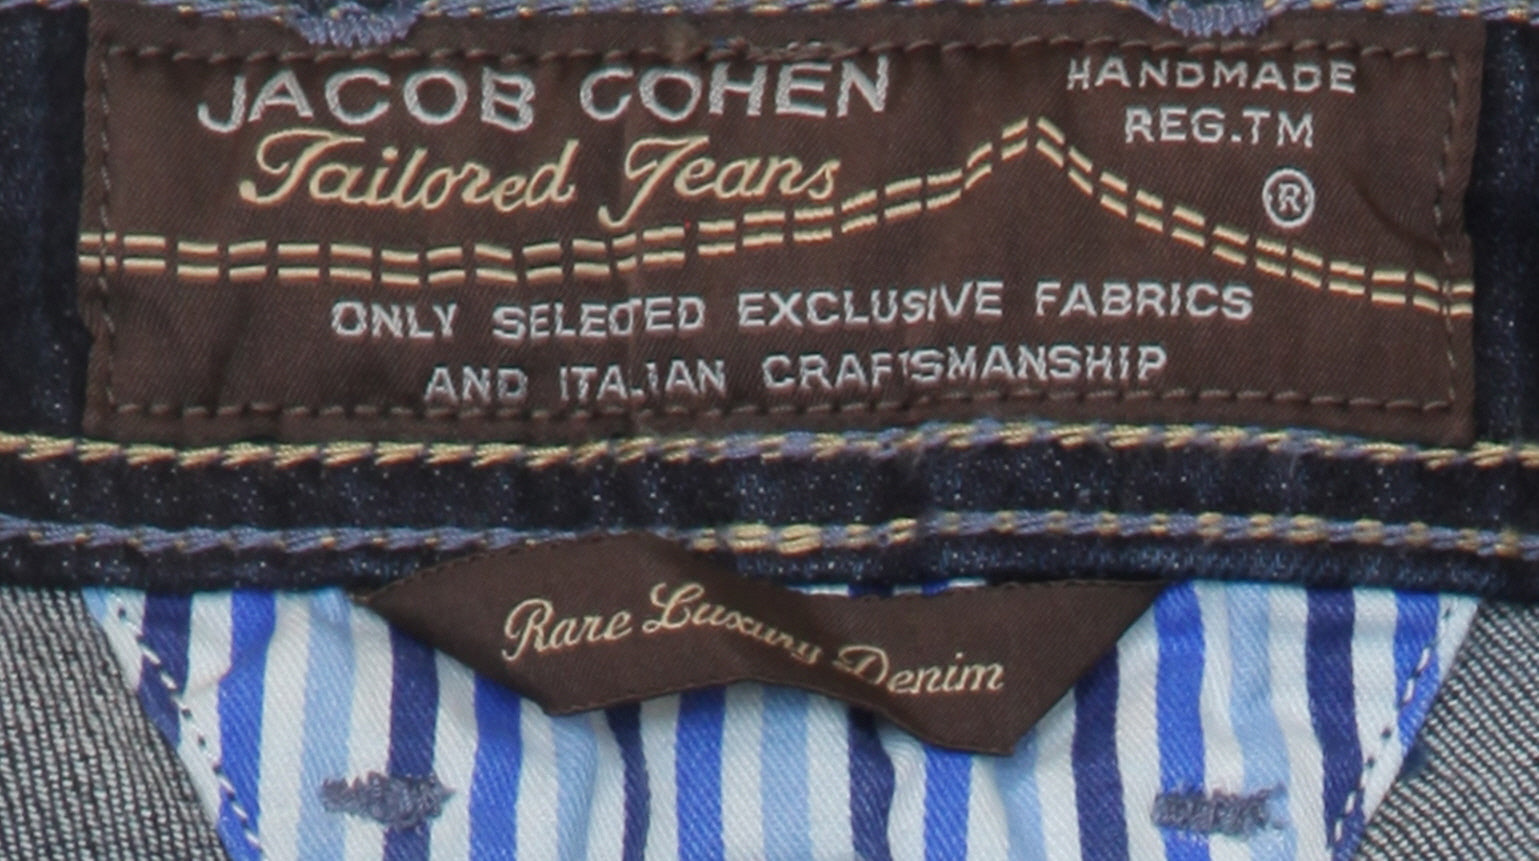 JACOB COHEN
Tailored Jeans
HANDMADE
REG.TM
®
ONLY SELECTED EXCLUSIVE FABRICS
AND ITALIAN CRAFTSMANSHIP
Rare Luxury Denim